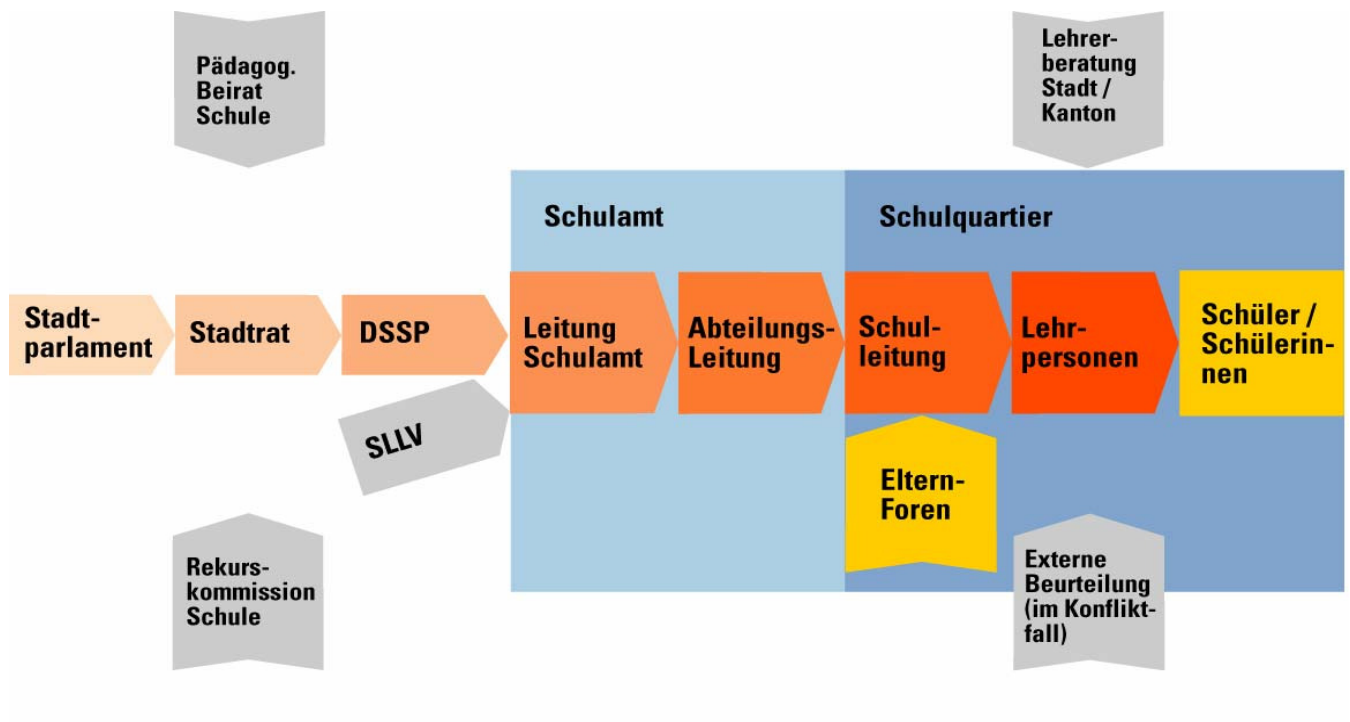 Pädagog.
Beirat
Schule
Lehrer-
beratung
Stadt /
Kanton
Schulamt
Schulquartier
Stadt-
parlament
Stadtrat
DSSP
Leitung
Schulamt
Abteilungs-
Leitung
Schul-
leitung
Lehr-
personen
Schüler /
Schülerin-
nen
SLLV
Eltern-
Foren
Rekurs-
kommission
Schule
Externe
Beurteilung
(im Konflikt-
fall)